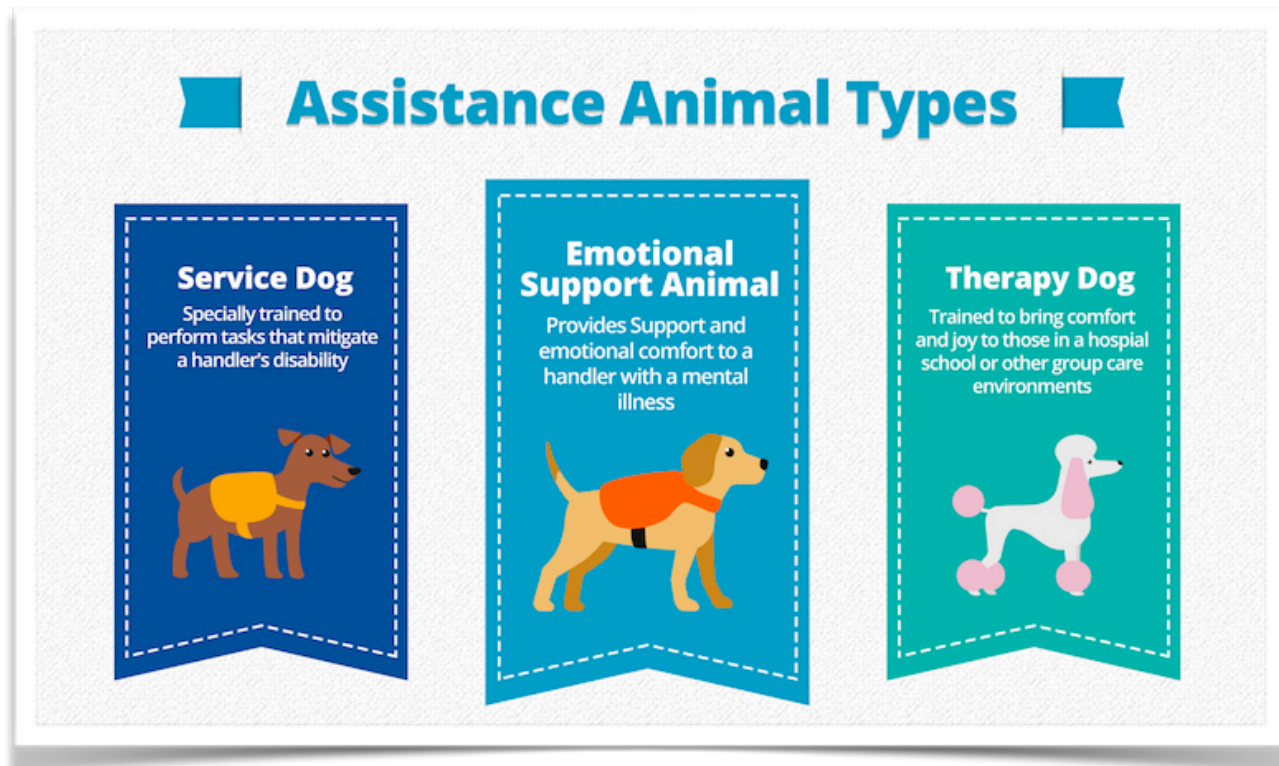 Assistance Animal Types
Service Dog
Specially trained to
perform tasks that mitigate
a handler's disability
Emotional
Support Animal
Provides Support and
emotional comfort to a
handler with a mental
illness
Therapy Dog
Trained to bring comfort
and joy to those in a hospial
school or other group care
environments